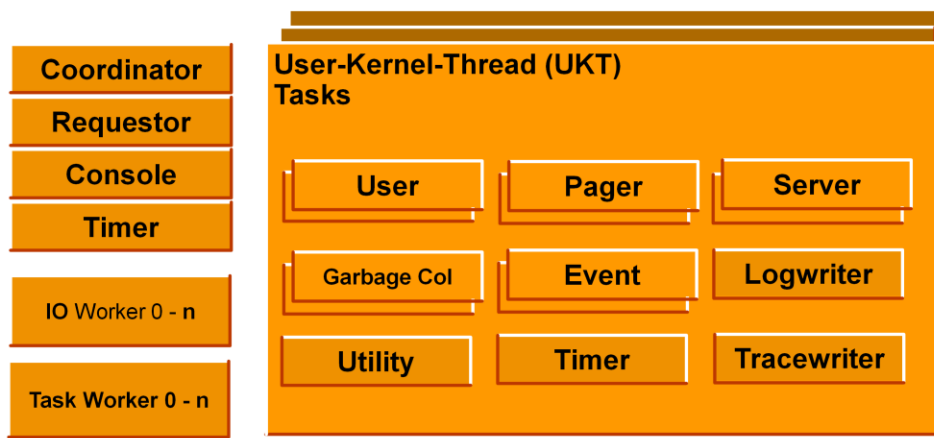 Coordinator
Requestor
Console
Timer
IO Worker 0 - n
Task Worker 0 - n
User-Kernel-Thread (UKT)
Tasks
User
Pager
Server
Garbage Col
Event
Logwriter
Utility
Timer
Tracewriter